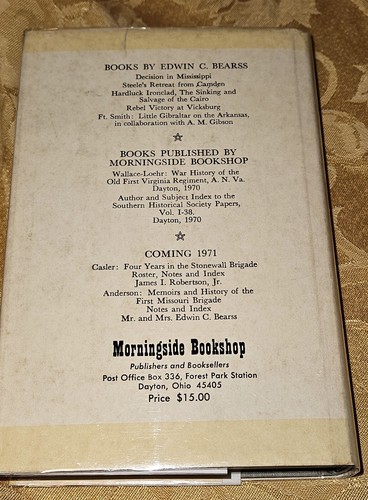 BOOKS BY EDWIN C. BEARSS
Decision in Mississippi
Steele's Retreat from Camden
Hardluck Ironclad, The Sinking and
Salvage of the Cairo
Rebel Victory at Vicksburg
Ft. Smith: Little Gibraltar on the Arkansas,
in collaboration with A. M. Gibson
BOOKS PUBLISHED BY
MORNINGSIDE BOOKSHOP
Wallace-Loehr: War History of the
Old First Virginia Regiment, A. N. Va.
Dayton, 1970
Author and Subject Index to the
Southern Historical Society Papers,
Vol. I-38.
Dayton, 1970
COMING 1971
Casler: Four Years in the Stonewall Brigade
Roster, Notes and Index
James I. Robertson, Jr.
Anderson: Memoirs and History of the
First Missouri Brigade
Notes and Index
Mr. and Mrs. Edwin C. Bearss
Morningside Bookshop
Publishers and Booksellers
Post Office Box 336, Forest Park Station
Dayton, Ohio 45405
Price $15.00